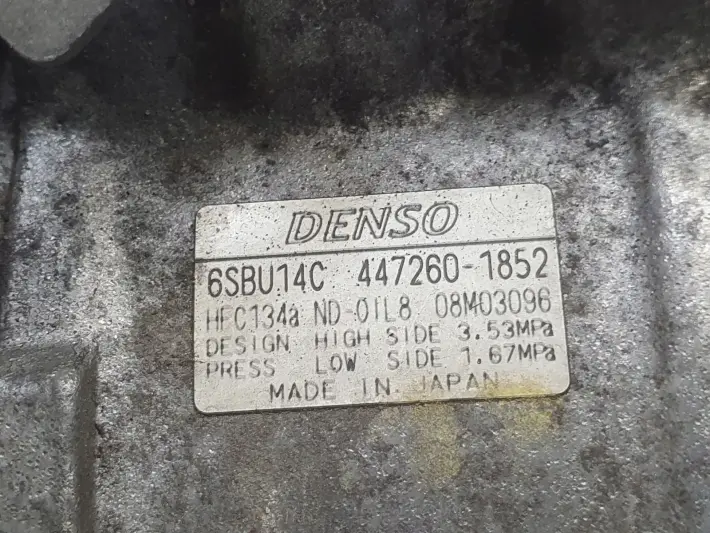 DENSO
6SBU14C 447260-1852
HFC134a ND-OIL8 08M03096
DESIGN HIGH SIDE 3.53MPa
PRESS LOW SIDE 1.67MPa
MADE IN JAPAN